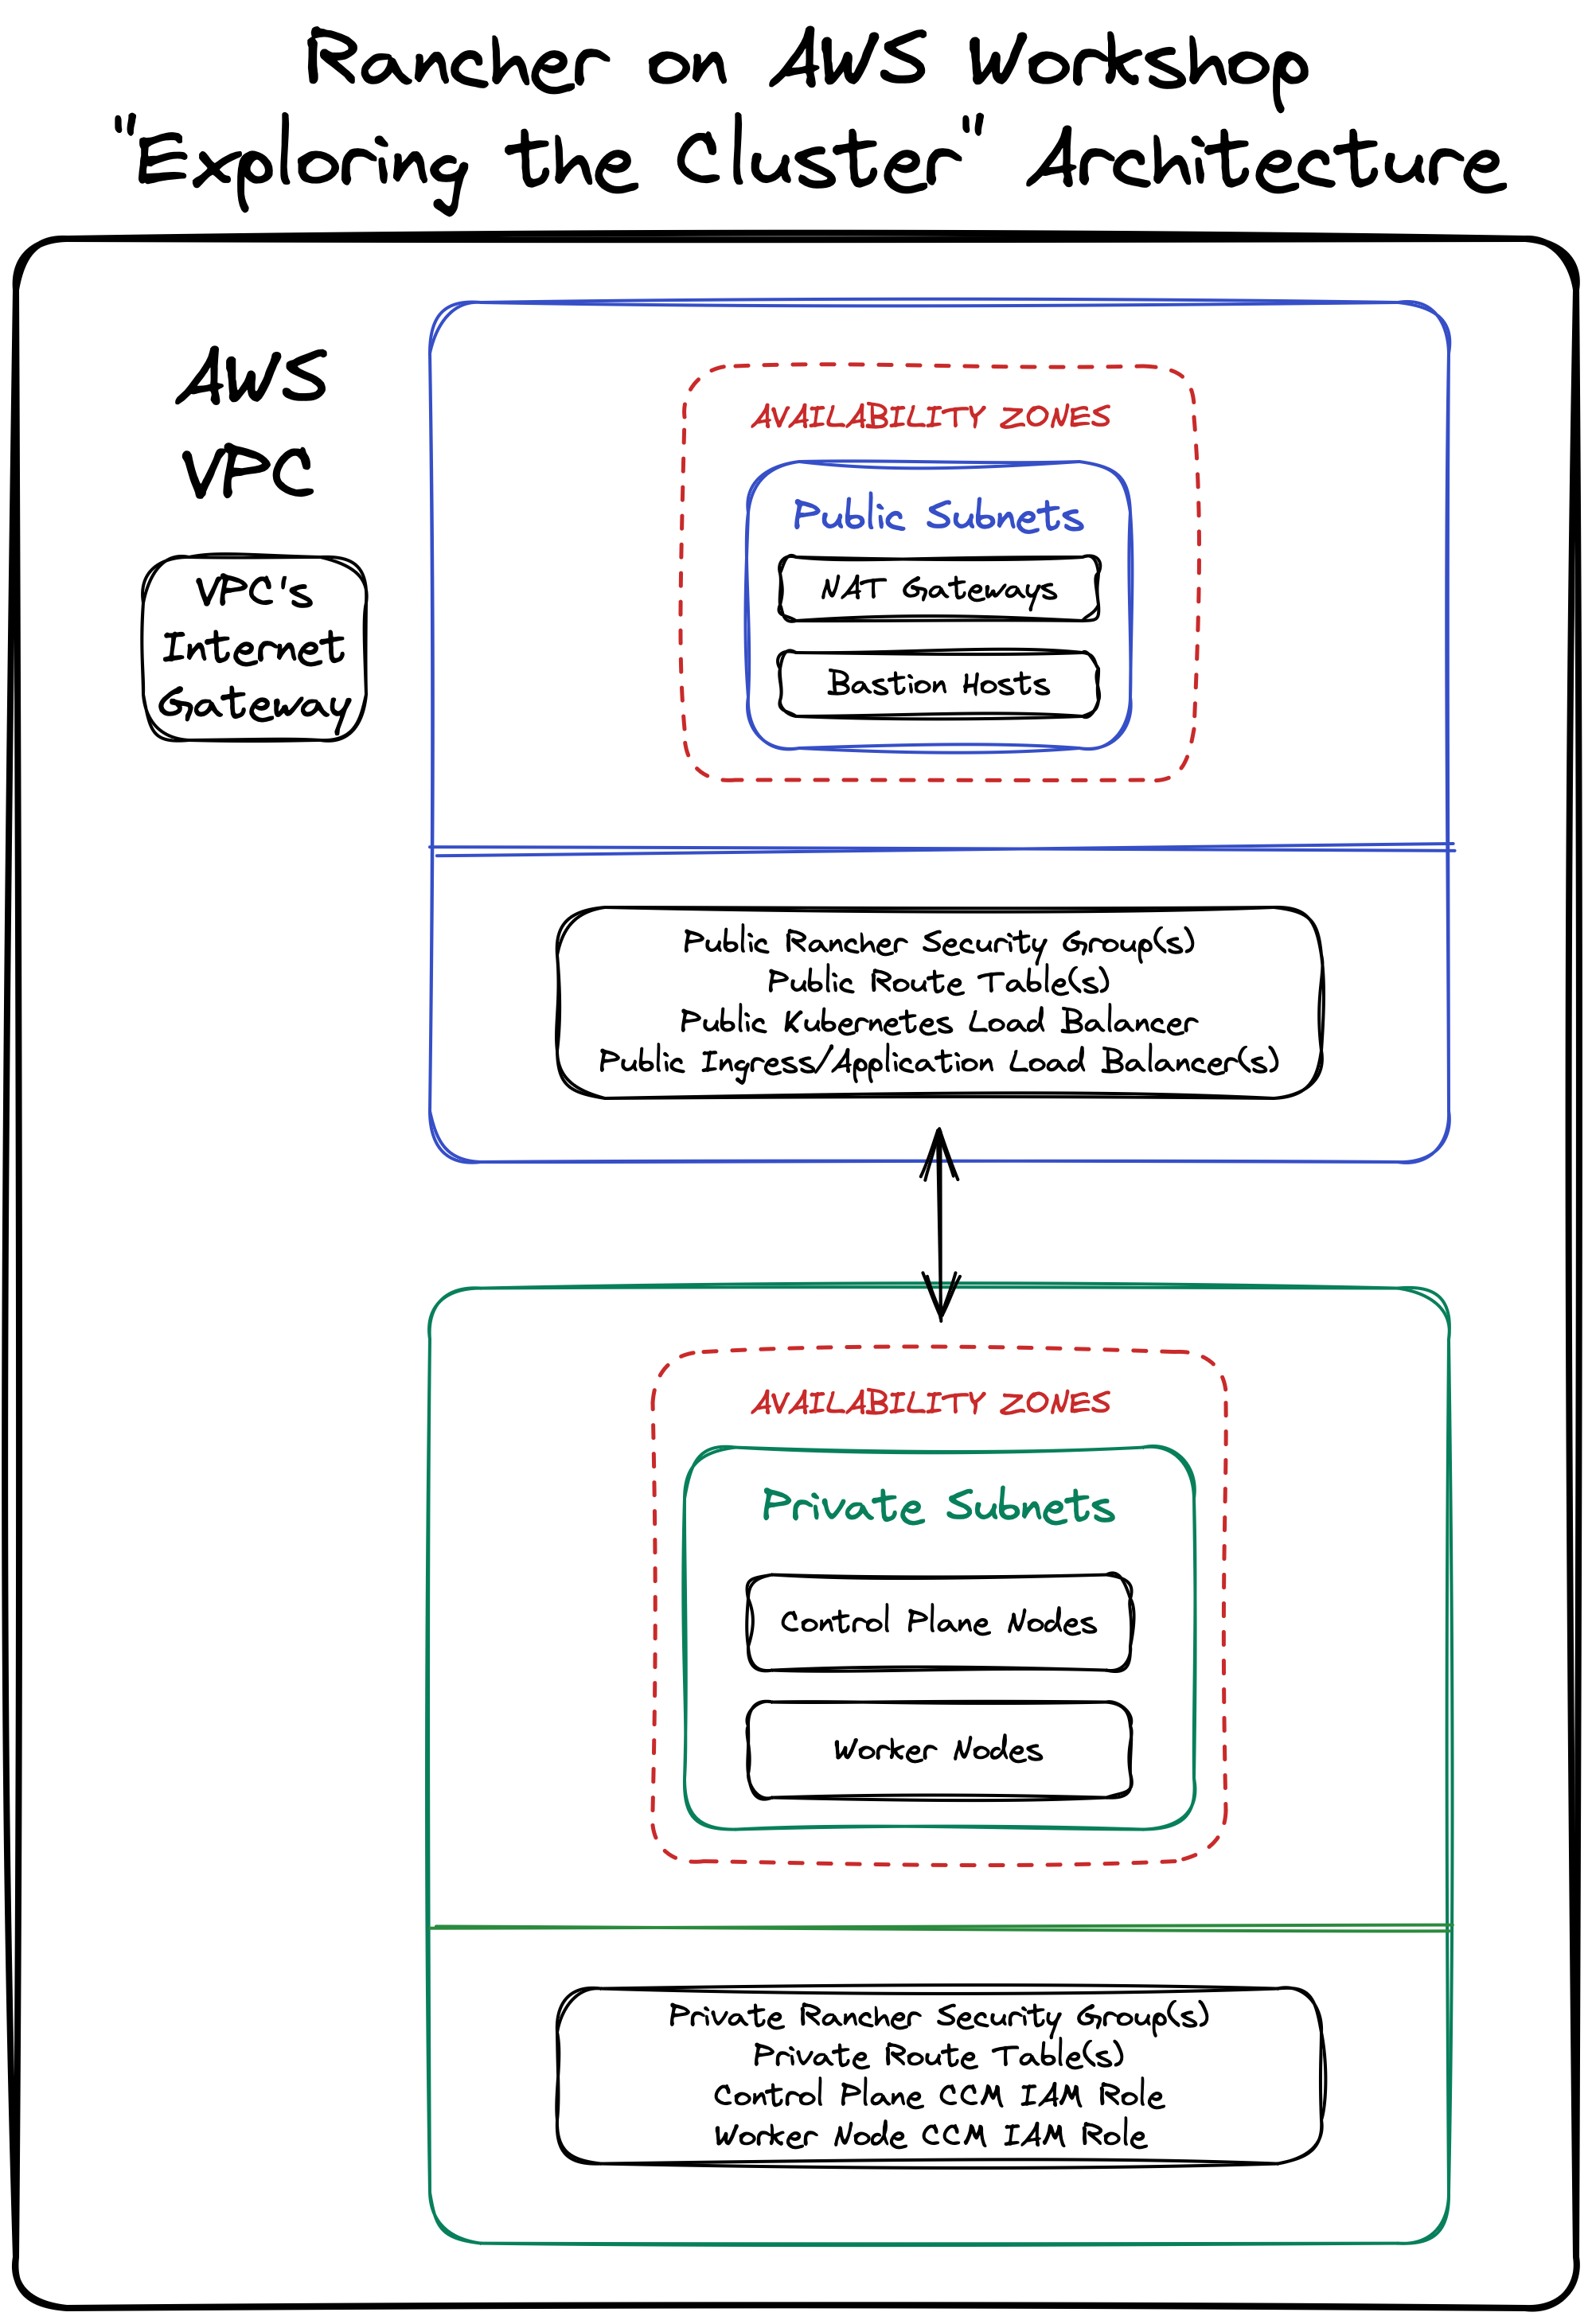 Rancher on AWS Workshop
"Exploring the Cluster" Architecture
AWS
VPC
VPC's
Internet
Gateway
AVAILABILITY ZONES
Public Subnets
NAT Gateways
Bastion Hosts
Public Rancher Security Group(s)
Public Route Table(s)
Public Kubernetes Load Balancer
Public Ingress/Application Load Balancer(s)
AVAILABILITY ZONES
Private Subnets
Control Plane Nodes
Worker Nodes
Private Rancher Security Group(s)
Private Route Table(s)
Control Plane CCM IAM Role
Worker Node CCM IAM Role